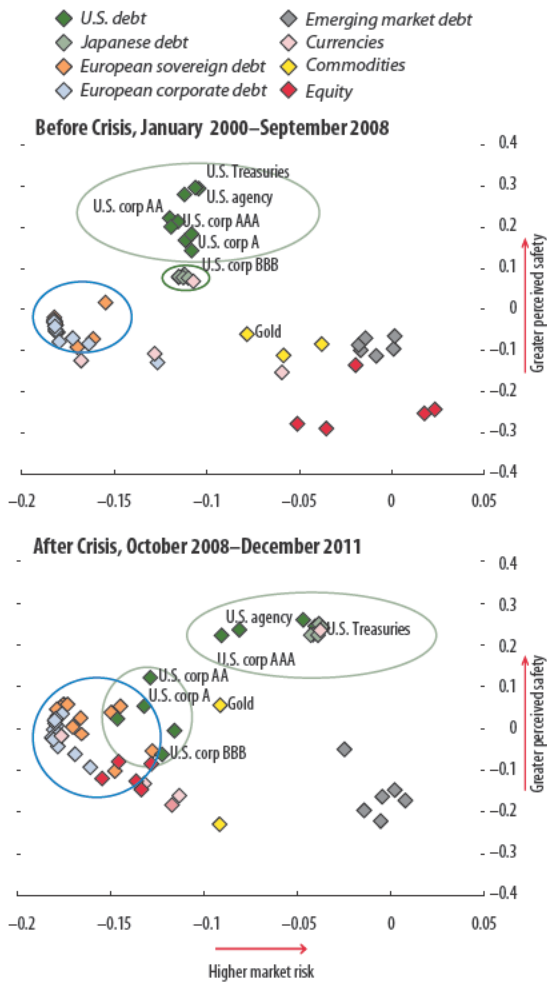 U.S. debt
Japanese debt
European sovereign debt
European corporate debt
Emerging market debt
Currencies
Commodities
Equity
Before Crisis, January 2000–September 2008
0.4
0.3
0.2
0.1
0
−0.1
−0.2
−0.3
−0.4
U.S. Treasuries
U.S. agency
U.S. corp AA
U.S. corp AAA
U.S. corp A
U.S. corp BBB
Gold
Greater perceived safety
−0.2 −0.15 −0.1 −0.05 0 0.05
After Crisis, October 2008–December 2011
0.4
0.3
0.2
0.1
0
−0.1
−0.2
−0.3
−0.4
U.S. agency
U.S. Treasuries
U.S. corp AAA
U.S. corp AA
U.S. corp A
Gold
U.S. corp BBB
Greater perceived safety
−0.2 −0.15 −0.1 −0.05 0 0.05
Higher market risk